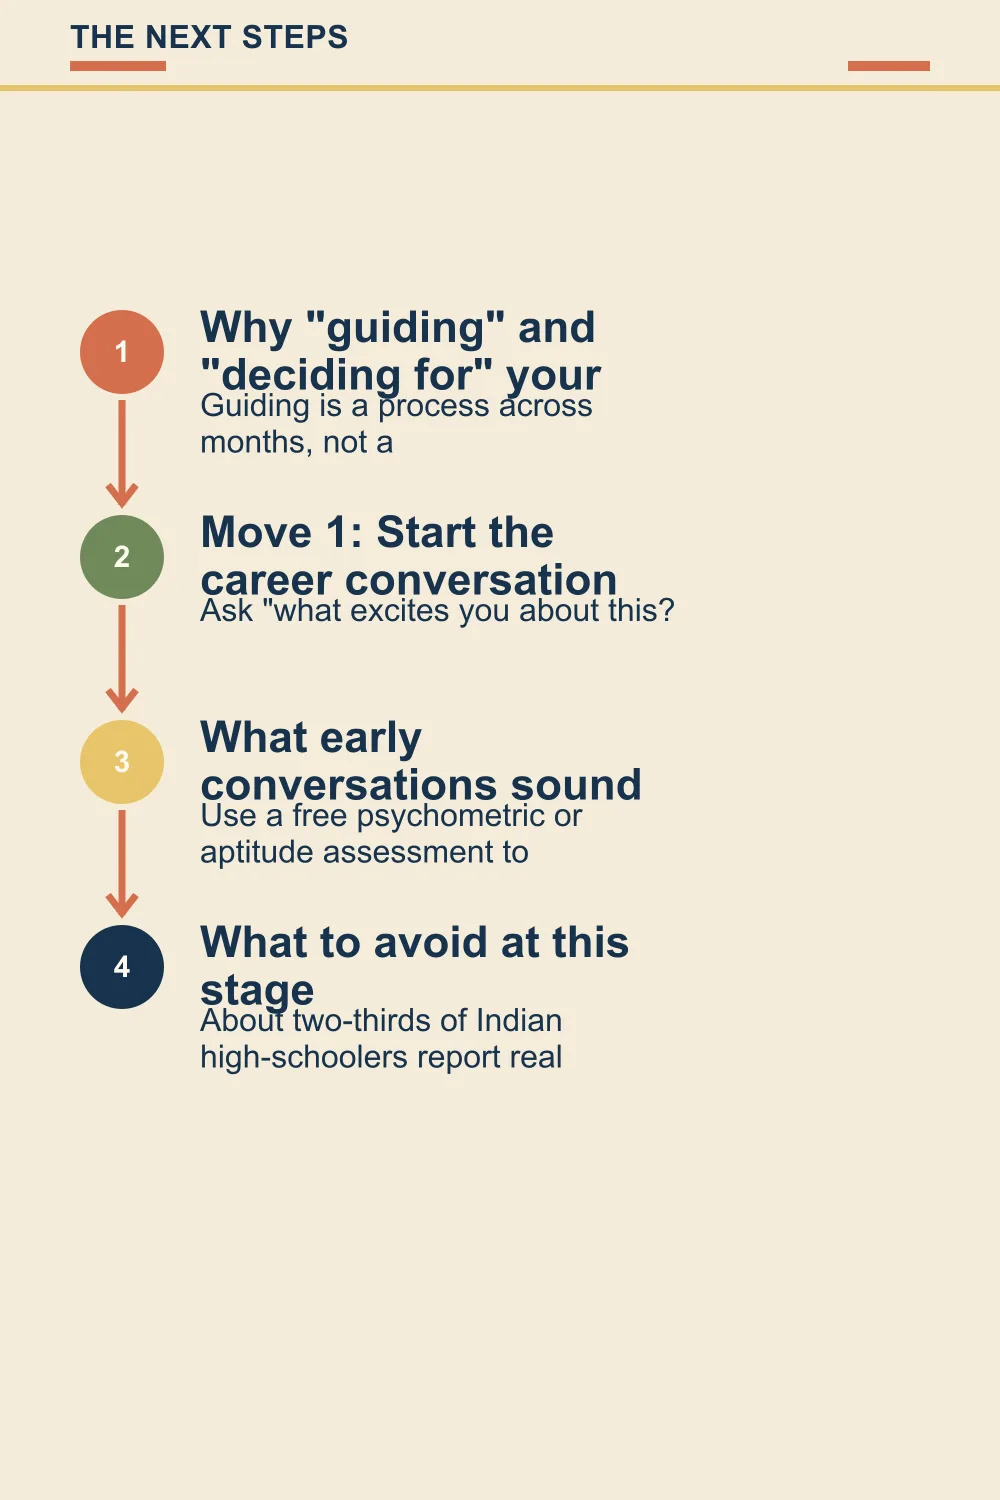 THE NEXT STEPS
1
Why "guiding" and
"deciding for" your
Guiding is a process across
months, not a
2
Move 1: Start the
career conversation
Ask "what excites you about this?
3
What early
conversations sound
Use a free psychometric or
aptitude assessment to
4
What to avoid at this
stage
About two-thirds of Indian
high-schoolers report real